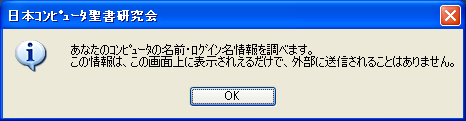 日本ｺﾝﾋﾟｭｰﾀ聖書研究会
あなたのｺﾝﾋﾟｭｰﾀの名前・ログイン名情報を調べます。
この情報は、この画面上に表示されえるだけで、外部に送信されることはありません。
OK